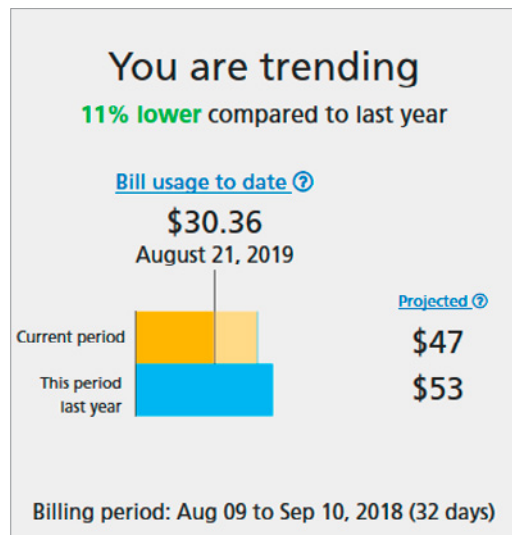 You are trending
11% lower compared to last year
Bill usage to date ?
$30.36
August 21, 2019
Projected ?
Current period
$47
This period
last year
$53
Billing period: Aug 09 to Sep 10, 2018 (32 days)